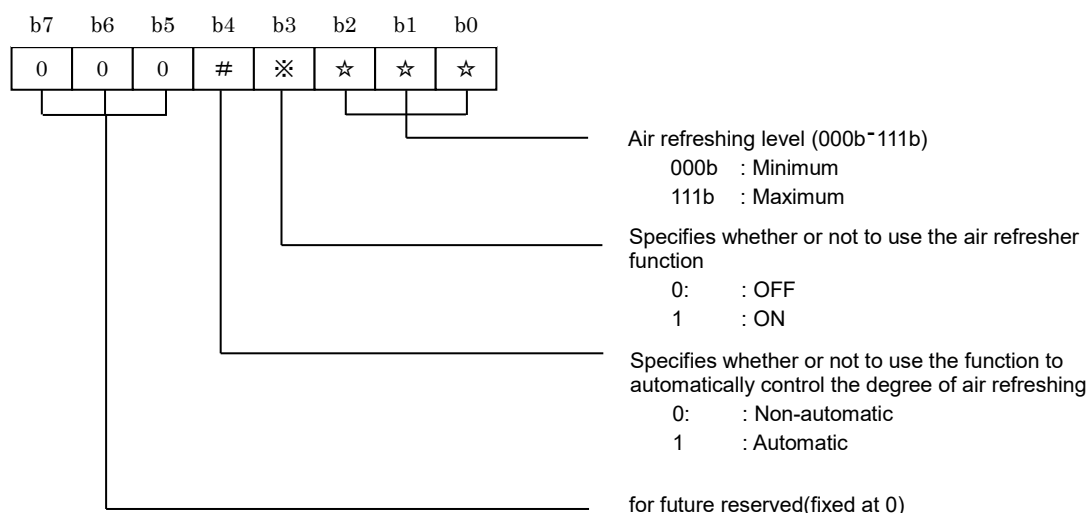 b7 b6 b5 b4 b3 b2 b1 b0
0 0 0 # ※ ☆ ☆ ☆
Air refreshing level (000b-111b)
000b : Minimum
111b : Maximum
Specifies whether or not to use the air refresher
function
0: : OFF
1 : ON
Specifies whether or not to use the function to
automatically control the degree of air refreshing
0: : Non-automatic
1 : Automatic
for future reserved(fixed at 0)